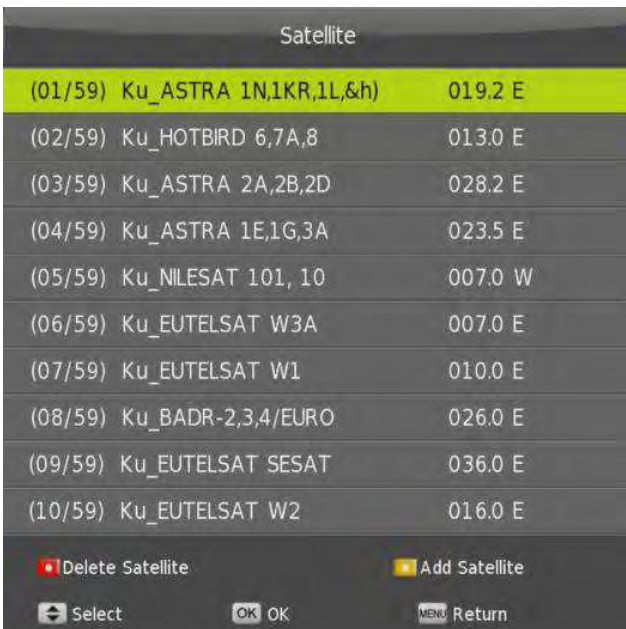 Satellite
(01/59) Ku_ASTRA 1N,1KR,1L,&h) 019.2 E
(02/59) Ku_HOTBIRD 6,7A,8 013.0 E
(03/59) Ku_ASTRA 2A,2B,2D 028.2 E
(04/59) Ku_ASTRA 1E,1G,3A 023.5 E
(05/59) Ku_NILESAT 101, 10 007.0 W
(06/59) Ku_EUTELSAT W3A 007.0 E
(07/59) Ku_EUTELSAT W1 010.0 E
(08/59) Ku_BADR-2,3,4/EURO 026.0 E
(09/59) Ku_EUTELSAT SESAT 036.0 E
(10/59) Ku_EUTELSAT W2 016.0 E
Delete Satellite Add Satellite
Select OK OK MENU Return